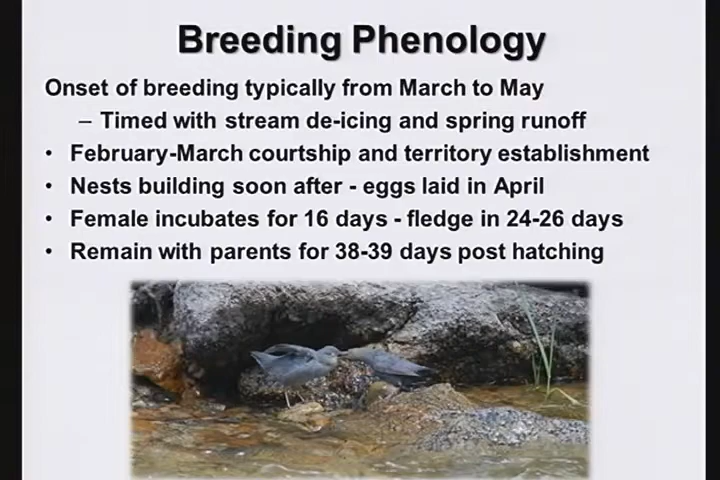 Breeding Phenology
Onset of breeding typically from March to May
– Timed with stream de-icing and spring runoff
• February-March courtship and territory establishment
• Nests building soon after - eggs laid in April
• Female incubates for 16 days - fledge in 24-26 days
• Remain with parents for 38-39 days post hatching